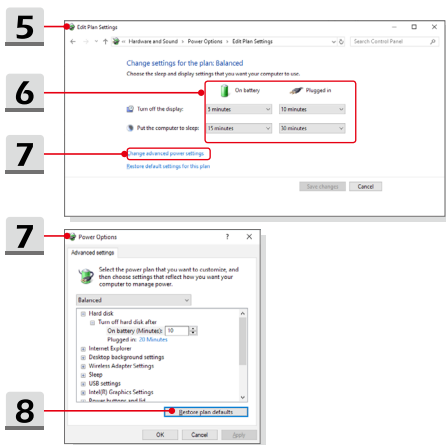 5
Edit Plan Settings
« Hardware and Sound › Power Options › Edit Plan Settings
Search Control Panel
Change settings for the plan: Balanced
Choose the sleep and display settings that you want your computer to use.
6
On battery
Plugged in
Turn off the display:
5 minutes
10 minutes
Put the computer to sleep:
15 minutes
30 minutes
7
Change advanced power settings
Restore default settings for this plan
Save changes
Cancel
7
Power Options
? ×
Advanced settings
Select the power plan that you want to customize, and
then choose settings that reflect how you want your
computer to manage power.
Balanced
Hard disk
Turn off hard disk after
On battery (Minutes): 10
Plugged in: 20 Minutes
Internet Explorer
Desktop background settings
Wireless Adapter Settings
Sleep
USB settings
Intel(R) Graphics Settings
Power buttons and lid
8
Restore plan defaults
OK
Cancel
Apply